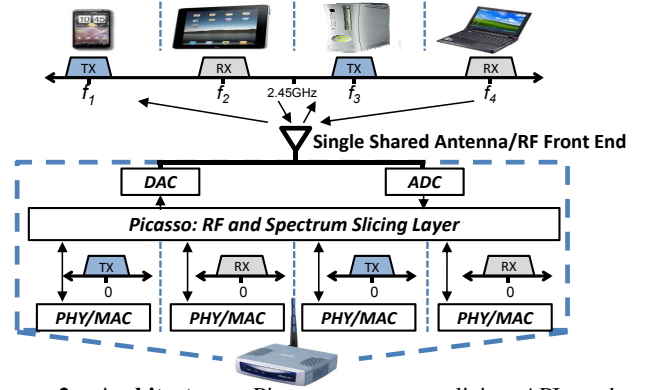 10 45
TX RX TX RX
f1 f2 2.45GHz f3 f4
Single Shared Antenna/RF Front End
DAC ADC
Picasso: RF and Spectrum Slicing Layer
TX RX TX RX
0 0 0 0
PHY/MAC PHY/MAC PHY/MAC PHY/MAC